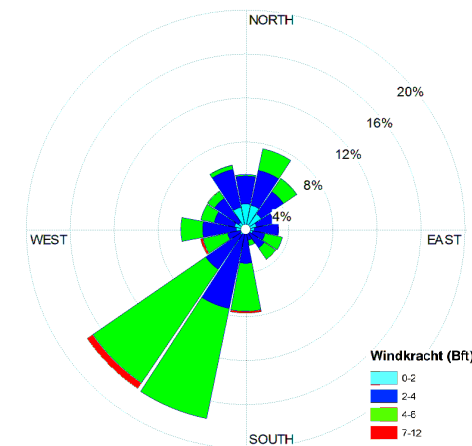 NORTH
20%
16%
12%
8%
4%
WEST
EAST
Windkracht (Bft)
0-2
2-4
4-6
7-12
SOUTH